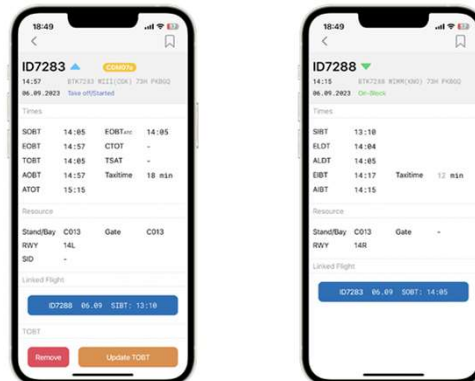 18:49
ID7283
COM07s
14:57 BTK7283 WIII(CGK) 73H PKBGQ
06.09.2023 Take off/Started
Times
SOBT 14:05 EOBT 14:05
EOBT 14:57 CTOT -
TOBT 14:05 TSAT -
AOBT 14:57 Taxitime 18 min
ATOT 15:15
Resource
Stand/Bay C013 Gate C013
RWY 14L
SID -
Linked Flight
ID7288 06.09 SIBT: 13:10
TOBT
Remove Update TOBT
18:49
ID7288
14:15 BTK7288 WIMM(KNO) 73H PKBGQ
06.09.2023 On-Block
Times
SIBT 13:10
ELDT 14:04
ALDT 14:05
EIBT 14:17 Taxitime 12 min
AIBT 14:15
Resource
Stand/Bay C013 Gate -
RWY 14R
Linked Flight
ID7283 06.09 SOBT: 14:05